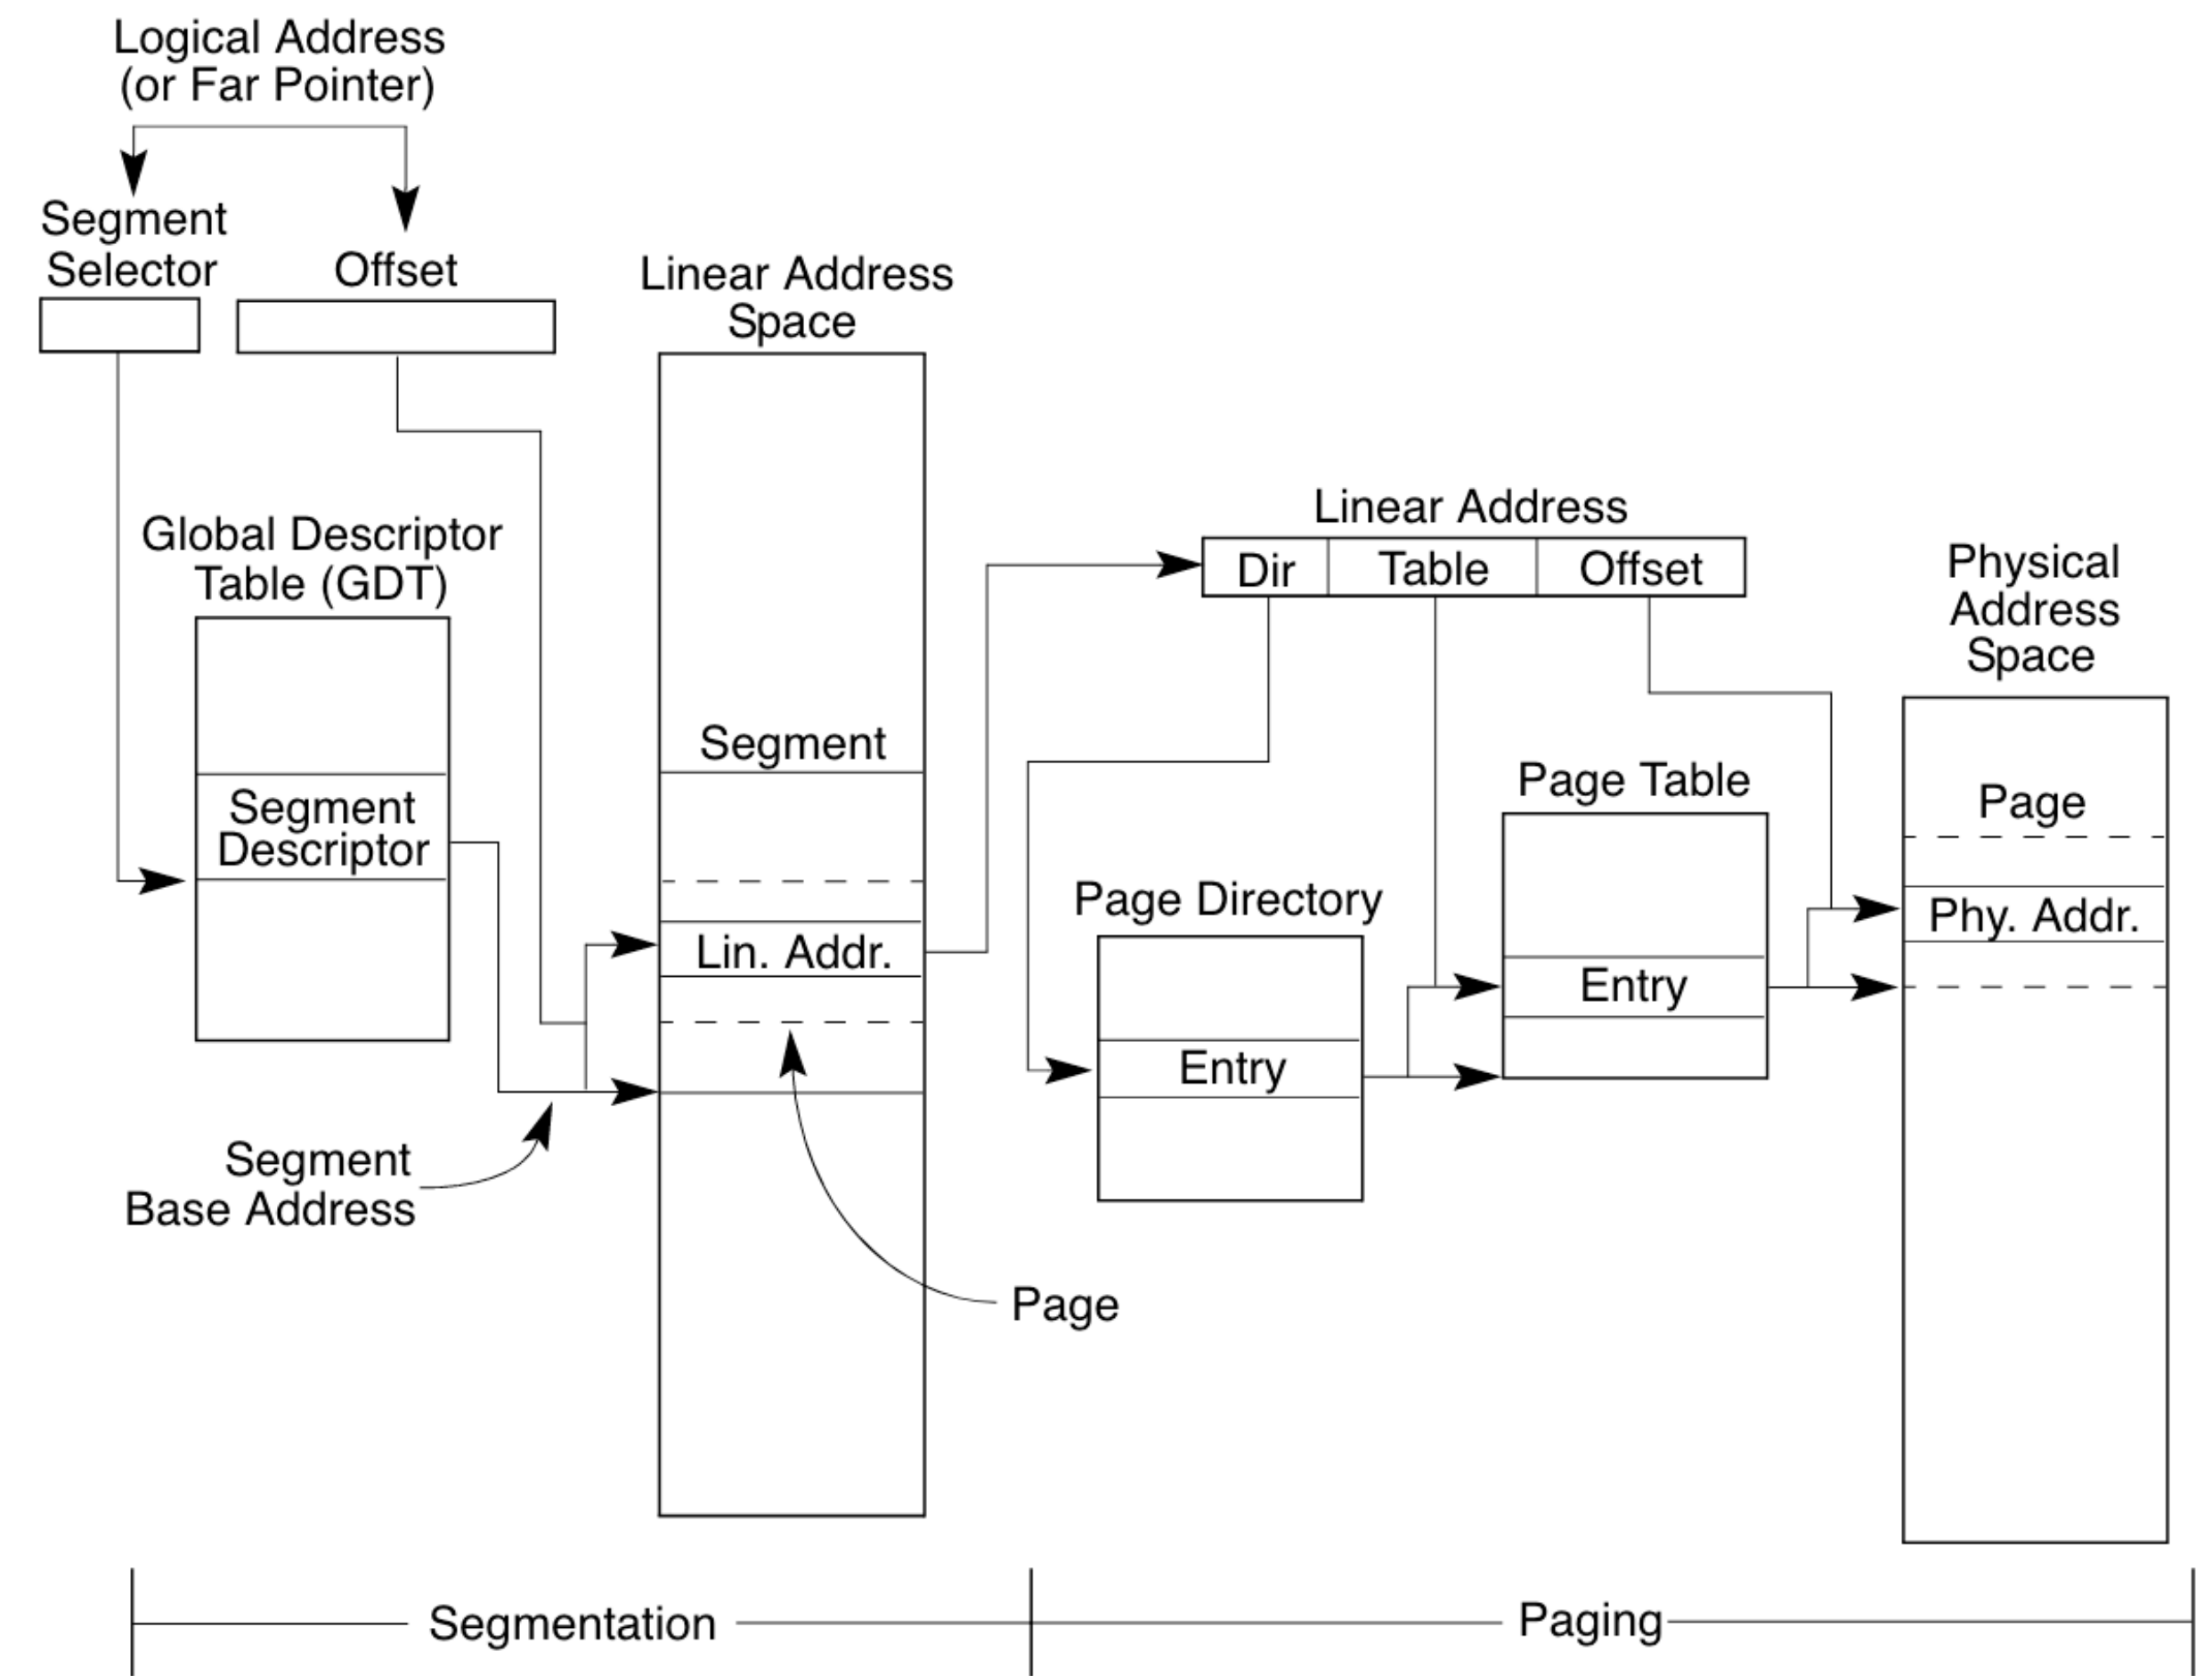 Logical Address
(or Far Pointer)
Segment
Selector
Offset
Linear Address
Space
Global Descriptor
Table (GDT)
Segment
Descriptor
Segment
Lin. Addr.
Segment
Base Address
Page
Linear Address
Dir
Table
Offset
Page Directory
Entry
Page Table
Entry
Physical
Address
Space
Page
Phy. Addr.
Segmentation
Paging